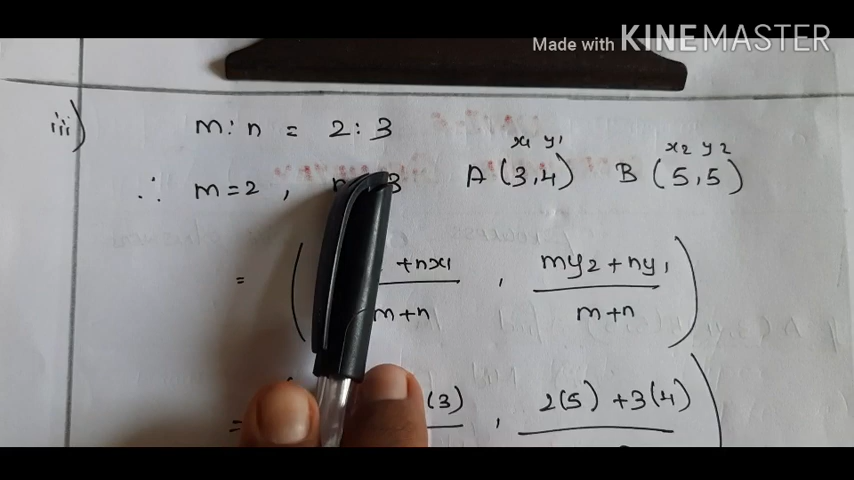 Made with KINEMASTER
iii) m : n = 2 : 3
x1 y1 x2 y2
∴ m = 2 , 3 A (3,4) B (5,5)
= ( + nx1 , my2 + ny1 )
m+n m+n
= (3) , 2(5) + 3(4) )